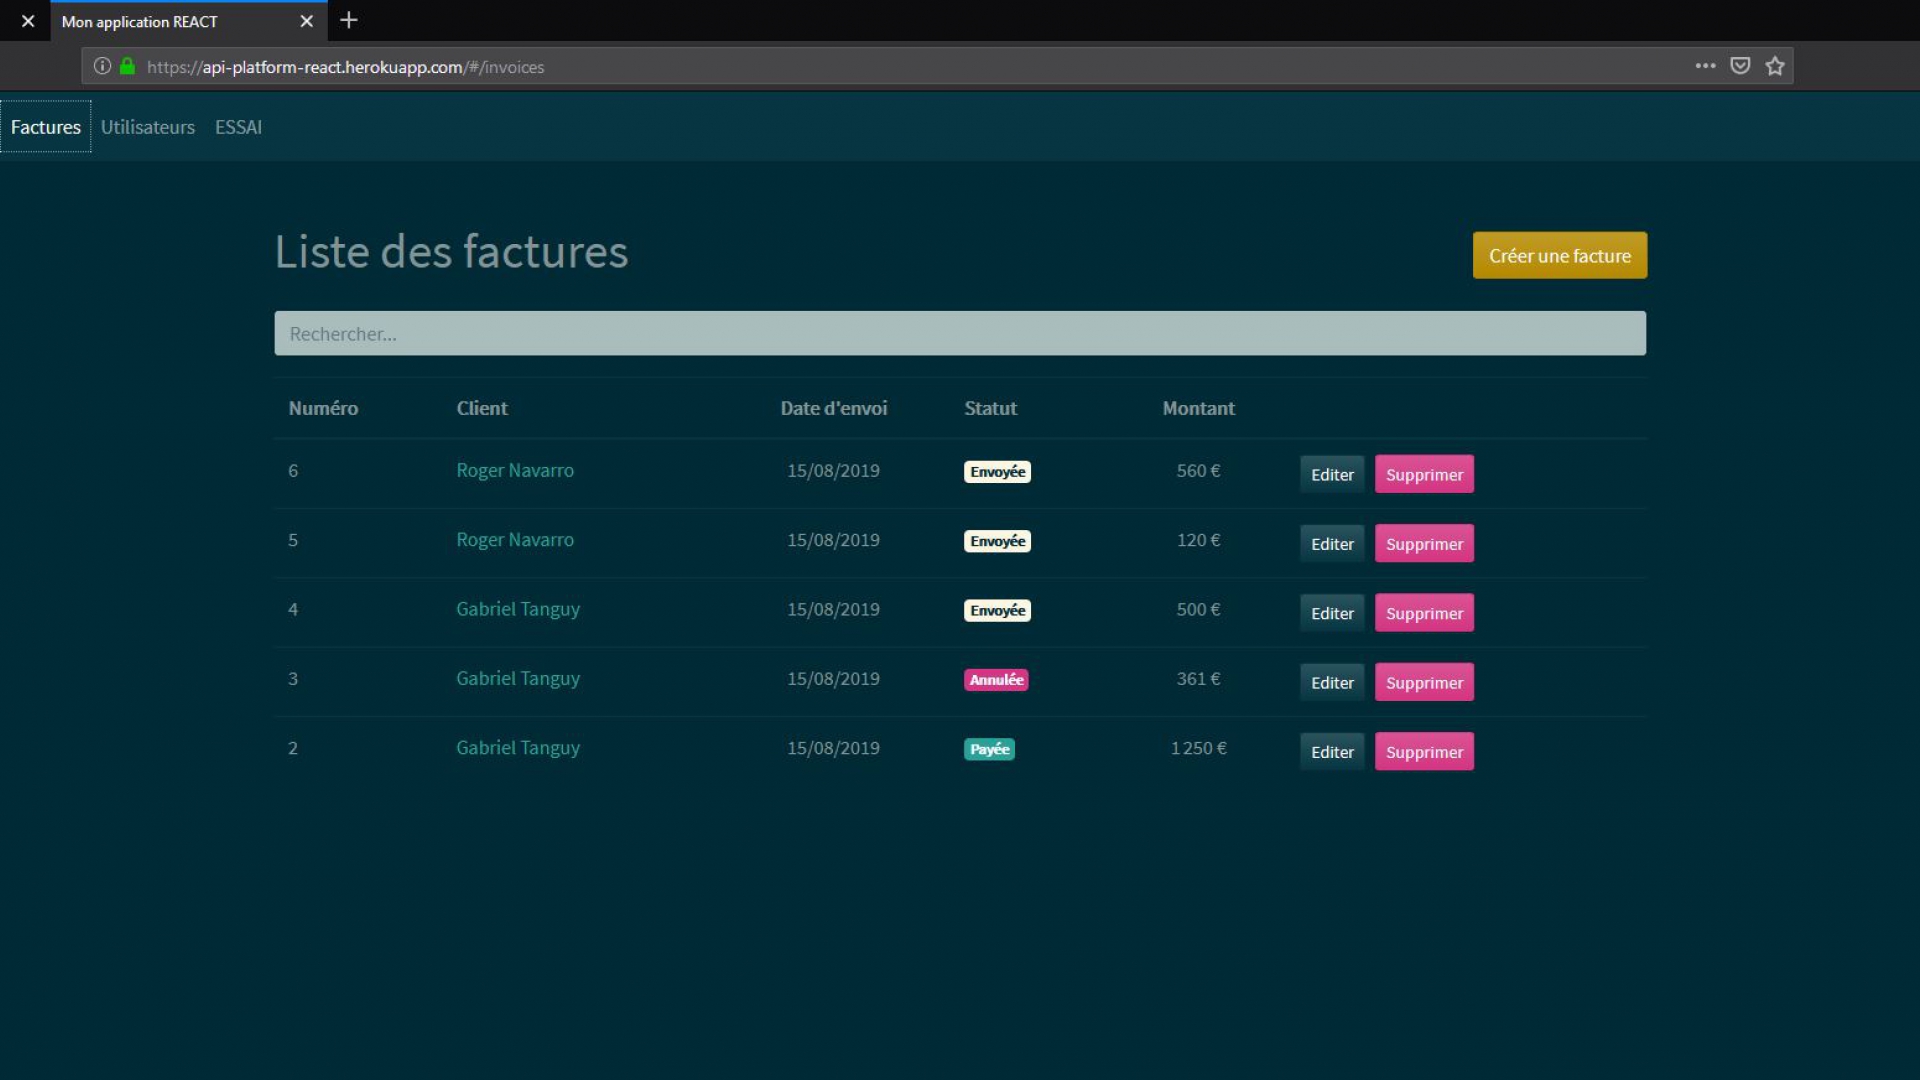 Mon application REACT
https://api-platform-react.herokuapp.com/#/invoices
Factures Utilisateurs ESSAI
Liste des factures
Créer une facture
Rechercher...
Numéro Client Date d'envoi Statut Montant
6 Roger Navarro 15/08/2019 Envoyée 560 € Editer Supprimer
5 Roger Navarro 15/08/2019 Envoyée 120 € Editer Supprimer
4 Gabriel Tanguy 15/08/2019 Envoyée 500 € Editer Supprimer
3 Gabriel Tanguy 15/08/2019 Annulée 361 € Editer Supprimer
2 Gabriel Tanguy 15/08/2019 Payée 1 250 € Editer Supprimer